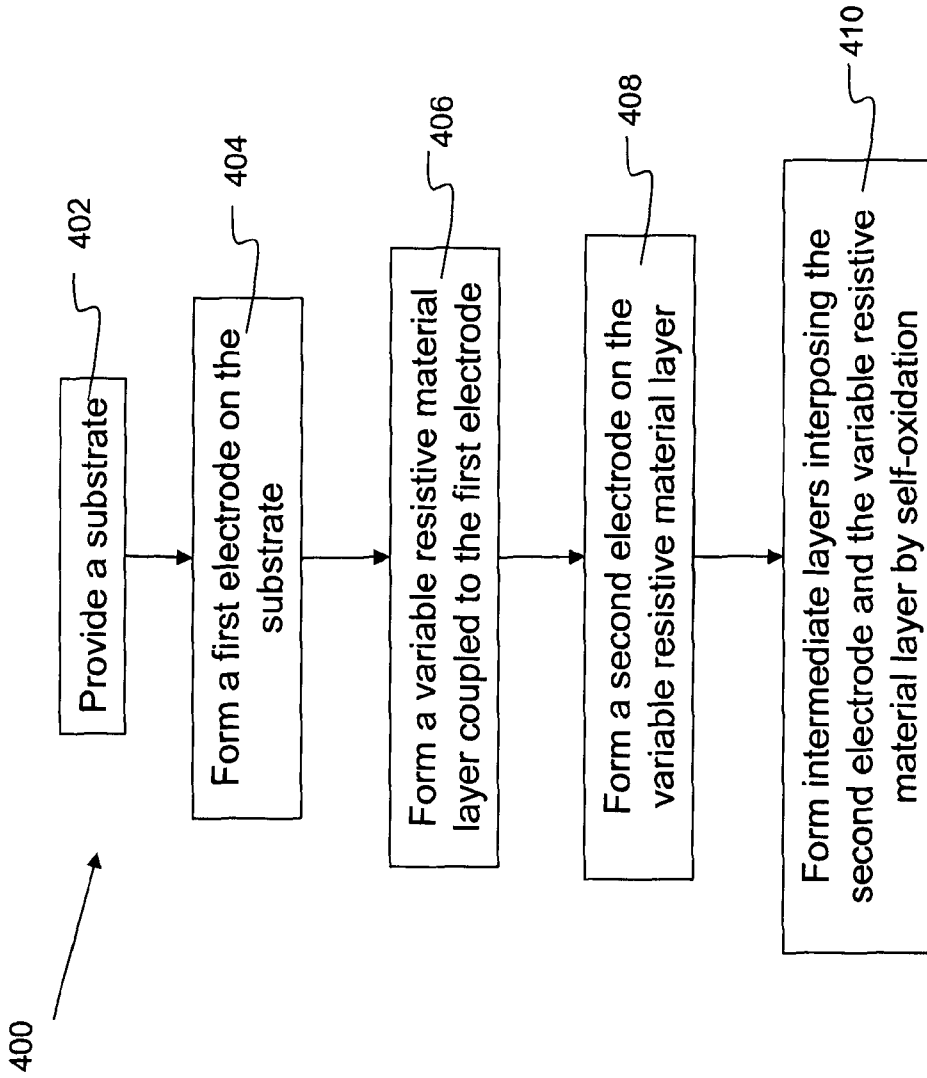 400
402
Provide a substrate
404
Form a first electrode on the
substrate
406
Form a variable resistive material
layer coupled to the first electrode
408
Form a second electrode on the
variable resistive material layer
410
Form intermediate layers interposing the
second electrode and the variable resistive
material layer by self-oxidation